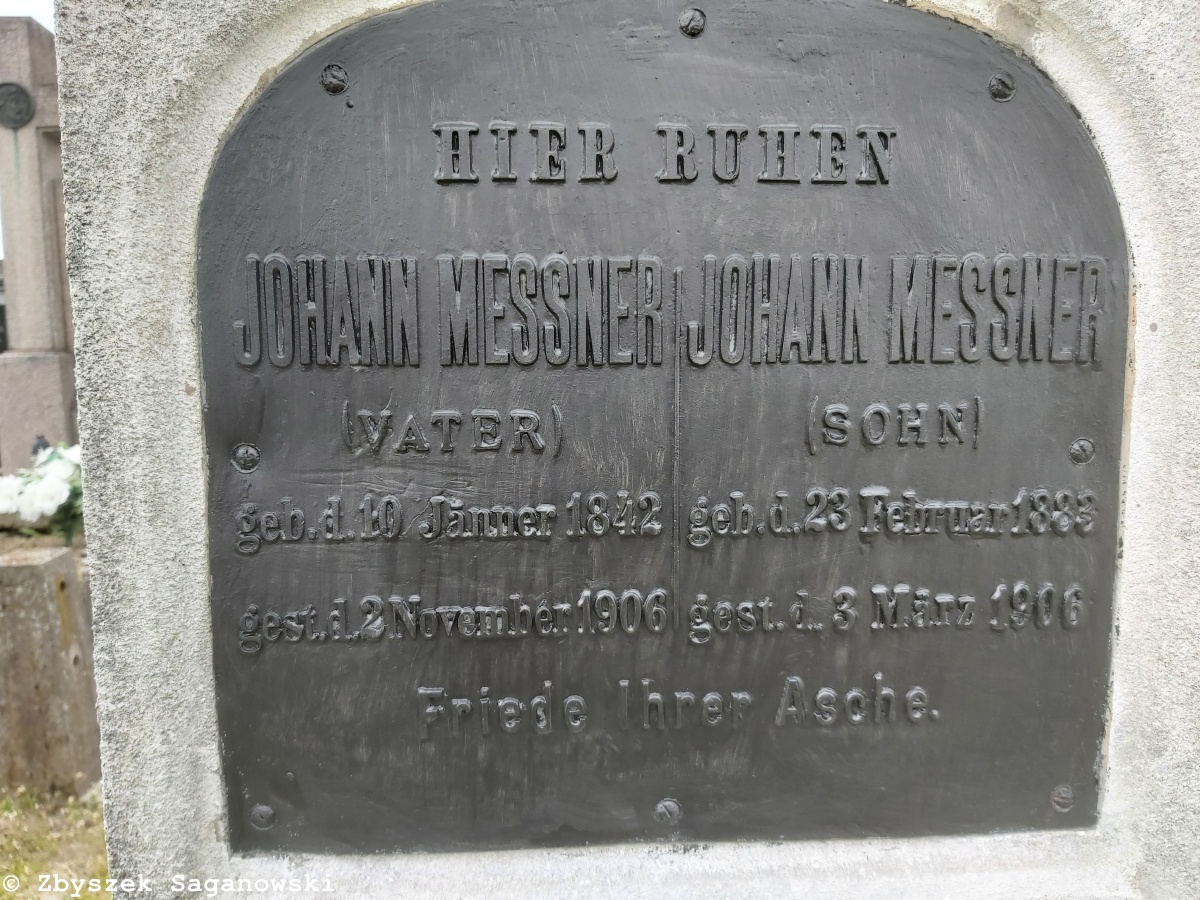 HIER RUHEN
JOHANN MESSNER
(VATER)
geb. d. 10 Jänner 1842
gest. d. 2 November 1906
JOHANN MESSNER
(SOHN)
geb. d. 23 Februar 1883
gest. d. 3 März 1906
Friede Ihrer Asche.
© Zbyszek Saganowski